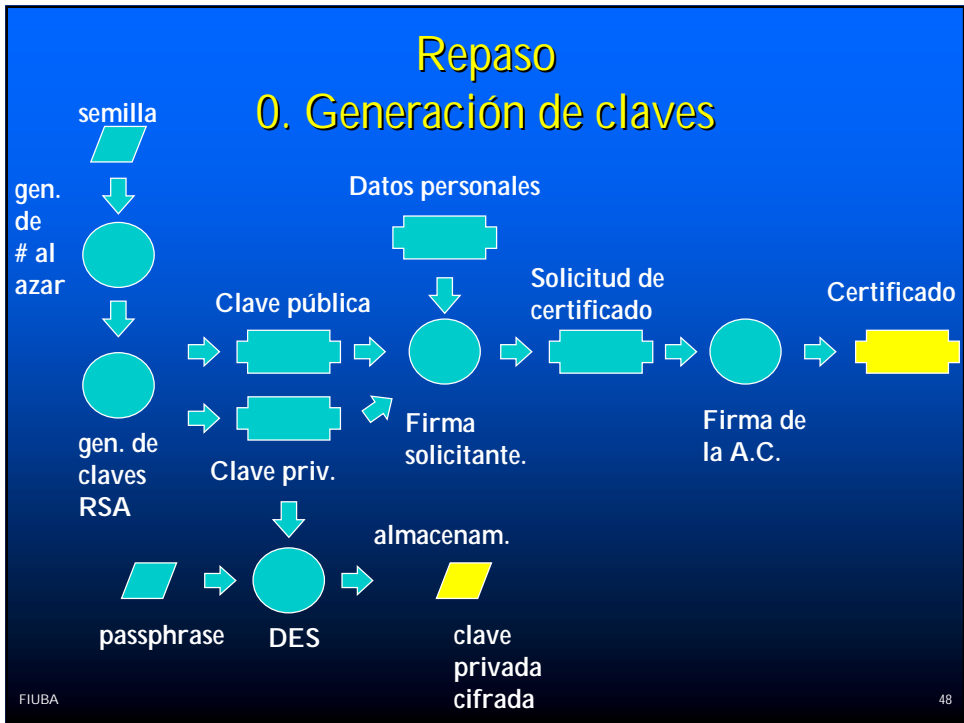 Repaso
0. Generación de claves
semilla
gen.
de
# al
azar
Datos personales
Clave pública
Solicitud de
certificado
Certificado
gen. de
claves
RSA
Clave priv.
Firma
solicitante.
Firma de
la A.C.
almacenam.
passphrase
DES
clave
privada
cifrada
FIUBA
48